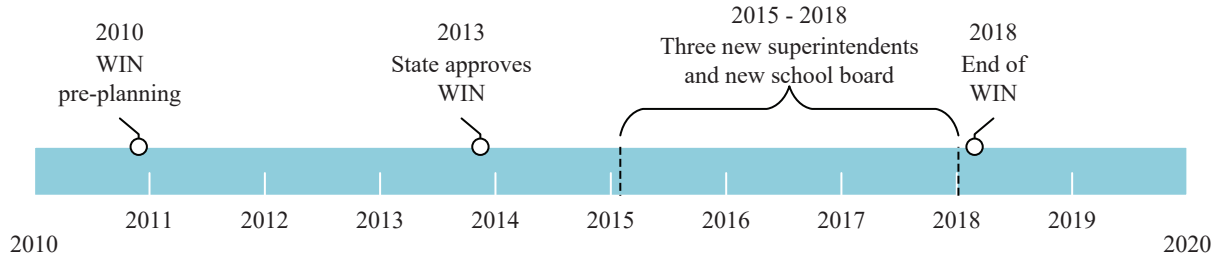 2010
WIN
pre-planning
2013
State approves
WIN
2015 - 2018
Three new superintendents
and new school board
2018
End of
WIN
2011
2012
2013
2014
2015
2016
2017
2018
2019
2010
2020